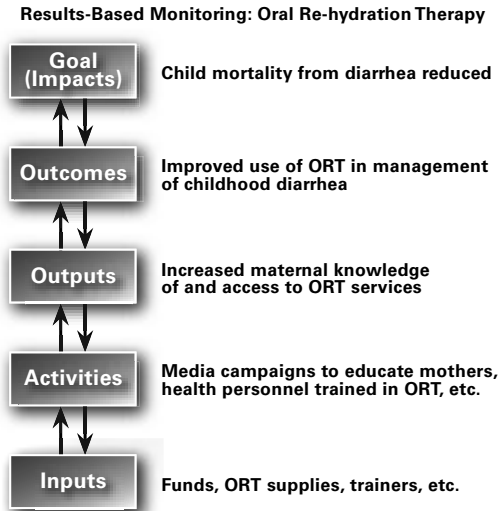 Results-Based Monitoring: Oral Re-hydration Therapy
Goal
(Impacts)
Child mortality from diarrhea reduced
Outcomes
Improved use of ORT in management
of childhood diarrhea
Outputs
Increased maternal knowledge
of and access to ORT services
Activities
Media campaigns to educate mothers,
health personnel trained in ORT, etc.
Inputs
Funds, ORT supplies, trainers, etc.